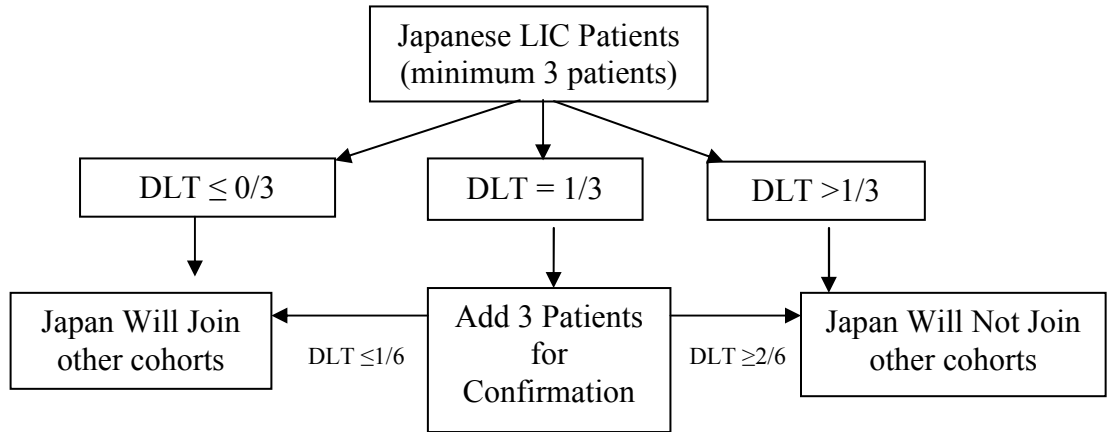 Japanese LIC Patients
(minimum 3 patients)
DLT ≤ 0/3
DLT = 1/3
DLT >1/3
Japan Will Join
other cohorts
DLT ≤1/6
Add 3 Patients
for
Confirmation
DLT ≥2/6
Japan Will Not Join
other cohorts